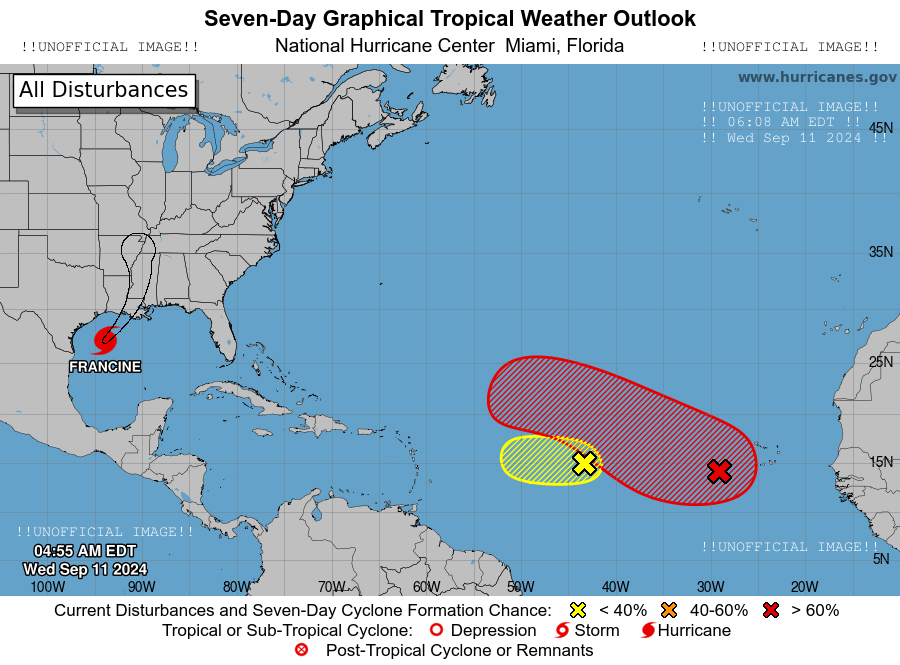 Seven-Day Graphical Tropical Weather Outlook
!!UNOFFICIAL IMAGE!! National Hurricane Center Miami, Florida !!UNOFFICIAL IMAGE!!
All Disturbances
www.hurricanes.gov
!!UNOFFICIAL IMAGE!!
!! 06:08 AM EDT !!
!! Wed Sep 11 2024 !!
45N
35N
FRANCINE
25N
15N
!!UNOFFICIAL IMAGE!!
04:55 AM EDT
Wed Sep 11 2024
!!UNOFFICIAL IMAGE!!
5N
100W 90W 80W 70W 60W 50W 40W 30W 20W
Current Disturbances and Seven-Day Cyclone Formation Chance: < 40% 40-60% > 60%
Tropical or Sub-Tropical Cyclone: Depression Storm Hurricane
Post-Tropical Cyclone or Remnants